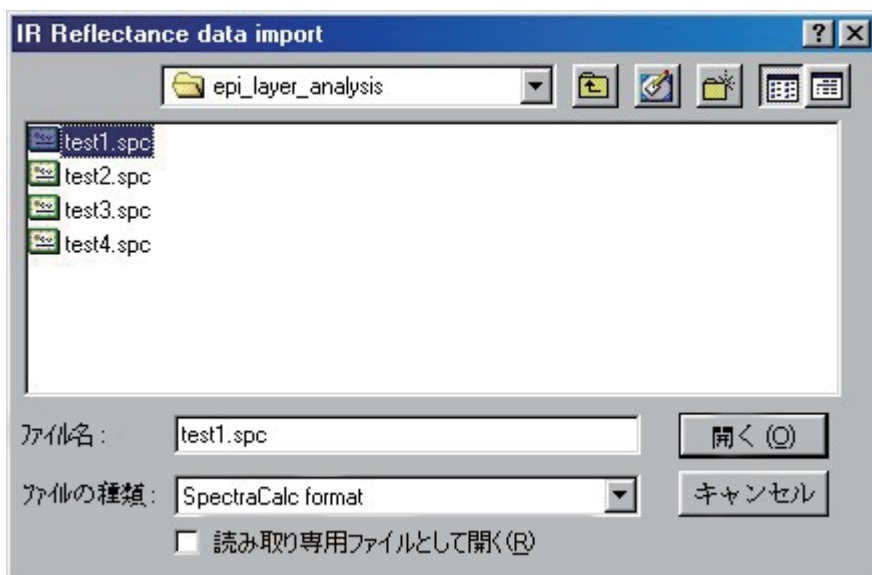 IR Reflectance data import
epi_layer_analysis
test1.spc
test2.spc
test3.spc
test4.spc
ファイル名: test1.spc 開く(O)
ファイルの種類: SpectraCalc format キャンセル
読み取り専用ファイルとして開く(R)